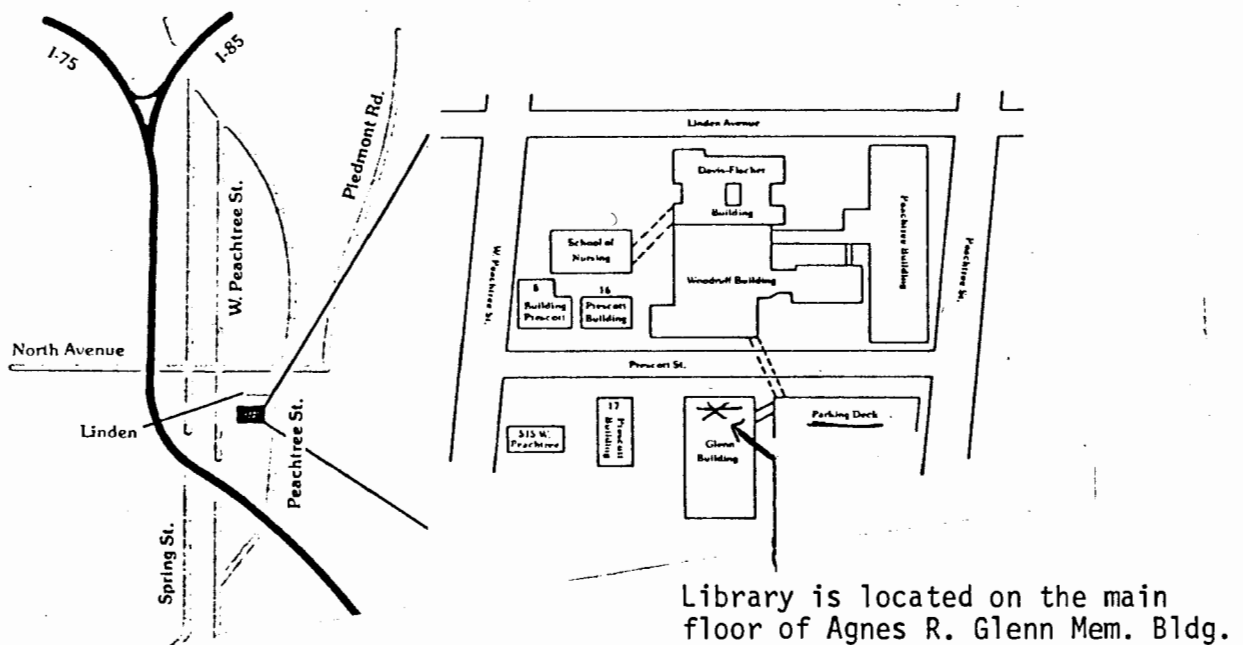 I-75
I-85
W. Peachtree St.
Piedmont Rd.
North Avenue
Linden
Peachtree St.
Spring St.
Linden Avenue
Davis-Fischer
Building
School of
Nursing
W. Peachtree St.
8
Building
Prescott
16
Prescott
Building
Woodruff Building
Peachtree Building
Peachtree St.
Prescott St.
515 W.
Peachtree
17
Prescott
Building
Glenn
Building
Parking Deck
Library is located on the main
floor of Agnes R. Glenn Mem. Bldg.